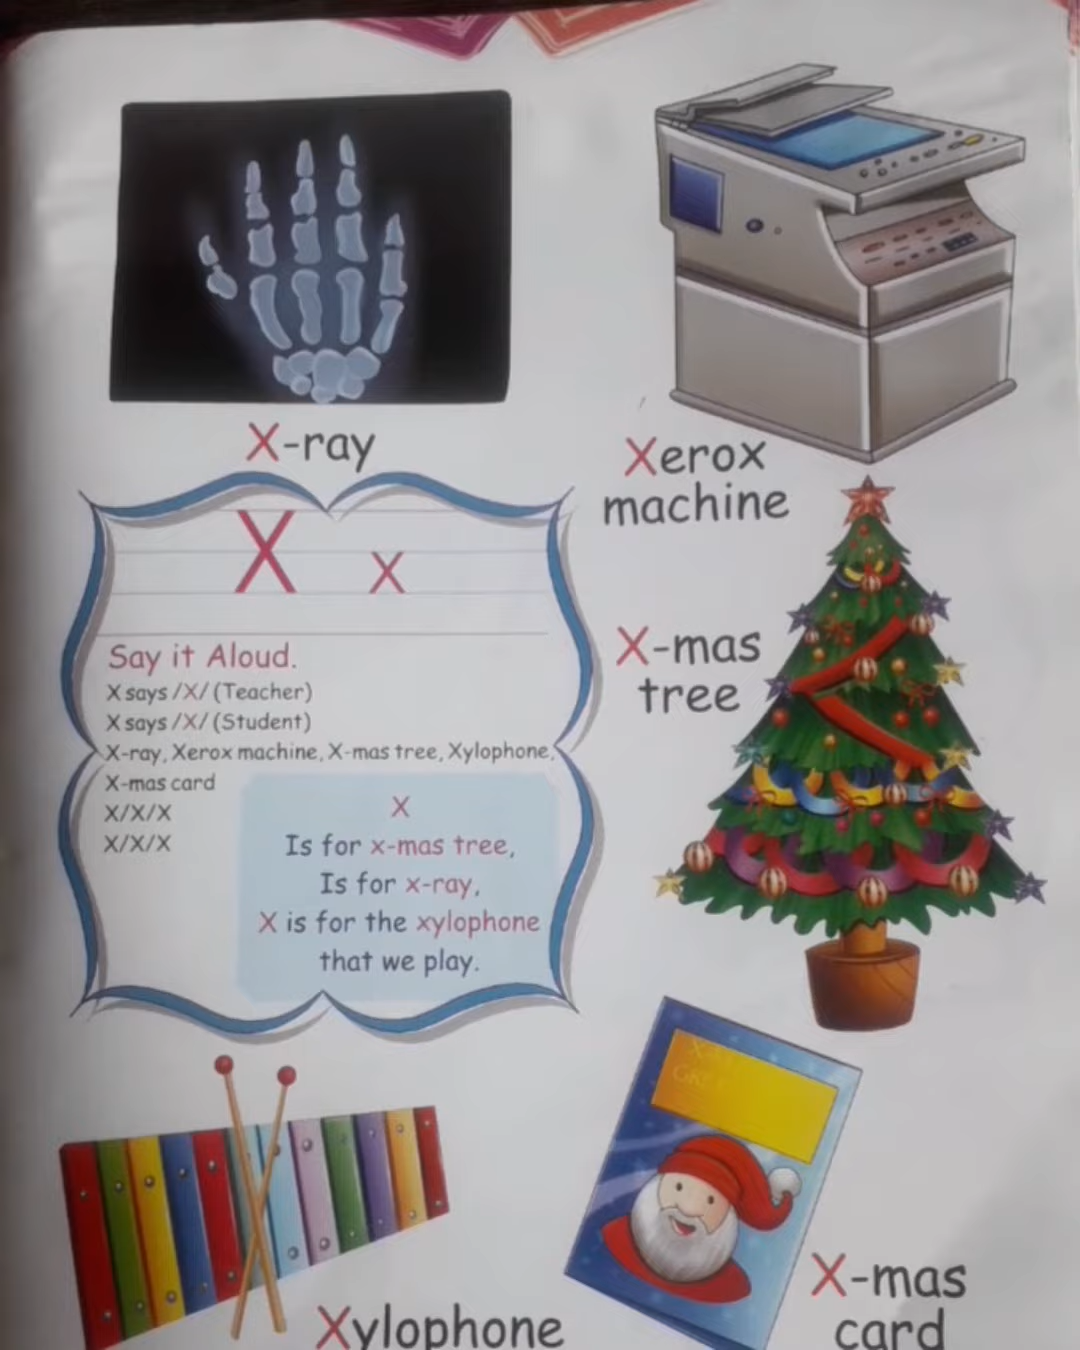 X-ray
Xerox
machine
X x
Say it Aloud.
X says /X/ (Teacher)
X says /X/ (Student)
X-ray, Xerox machine, X-mas tree, Xylophone,
X-mas card
X/X/X
X/X/X
X
Is for x-mas tree,
Is for x-ray,
X is for the xylophone
that we play.
X-mas
tree
Xylophone
X-mas
card